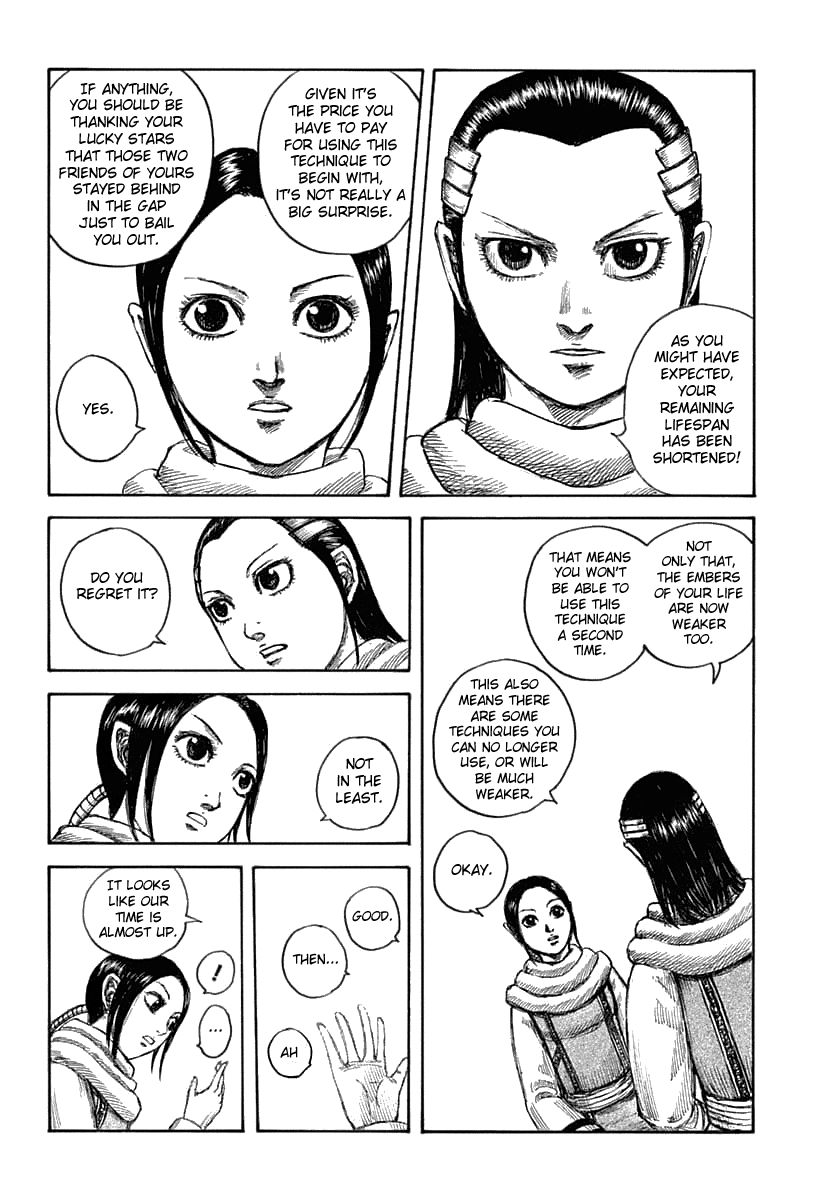 AS YOU
MIGHT HAVE
EXPECTED,
YOUR
REMAINING
LIFESPAN
HAS BEEN
SHORTENED!
GIVEN IT'S
THE PRICE YOU
HAVE TO PAY
FOR USING THIS
TECHNIQUE TO
BEGIN WITH,
IT'S NOT REALLY A
BIG SURPRISE.
IF ANYTHING,
YOU SHOULD BE
THANKING YOUR
LUCKY STARS
THAT THOSE TWO
FRIENDS OF YOURS
STAYED BEHIND
IN THE GAP
JUST TO BAIL
YOU OUT.
YES.
NOT
ONLY THAT,
THE EMBERS
OF YOUR LIFE
ARE NOW
WEAKER
TOO.
THAT MEANS
YOU WON'T
BE ABLE TO
USE THIS
TECHNIQUE
A SECOND
TIME.
THIS ALSO
MEANS THERE
ARE SOME
TECHNIQUES YOU
CAN NO LONGER
USE, OR WILL
BE MUCH
WEAKER.
OKAY.
DO YOU
REGRET IT?
NOT
IN THE
LEAST.
GOOD.
THEN...
AH
!
...
IT LOOKS
LIKE OUR
TIME IS
ALMOST UP.